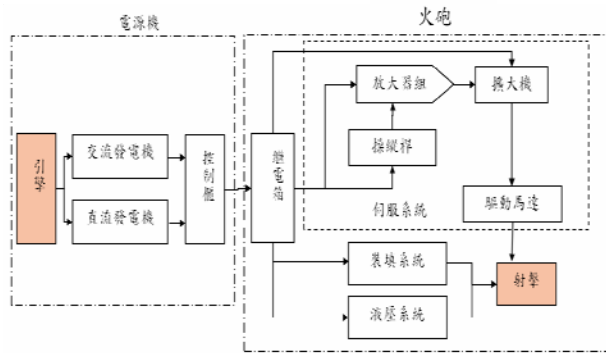 電源機
火砲
引擎
交流發電機
直流發電機
控制櫃
繼電箱
放大器組
擴大機
操縱桿
伺服系統
驅動馬達
裝填系統
液壓系統
射擊